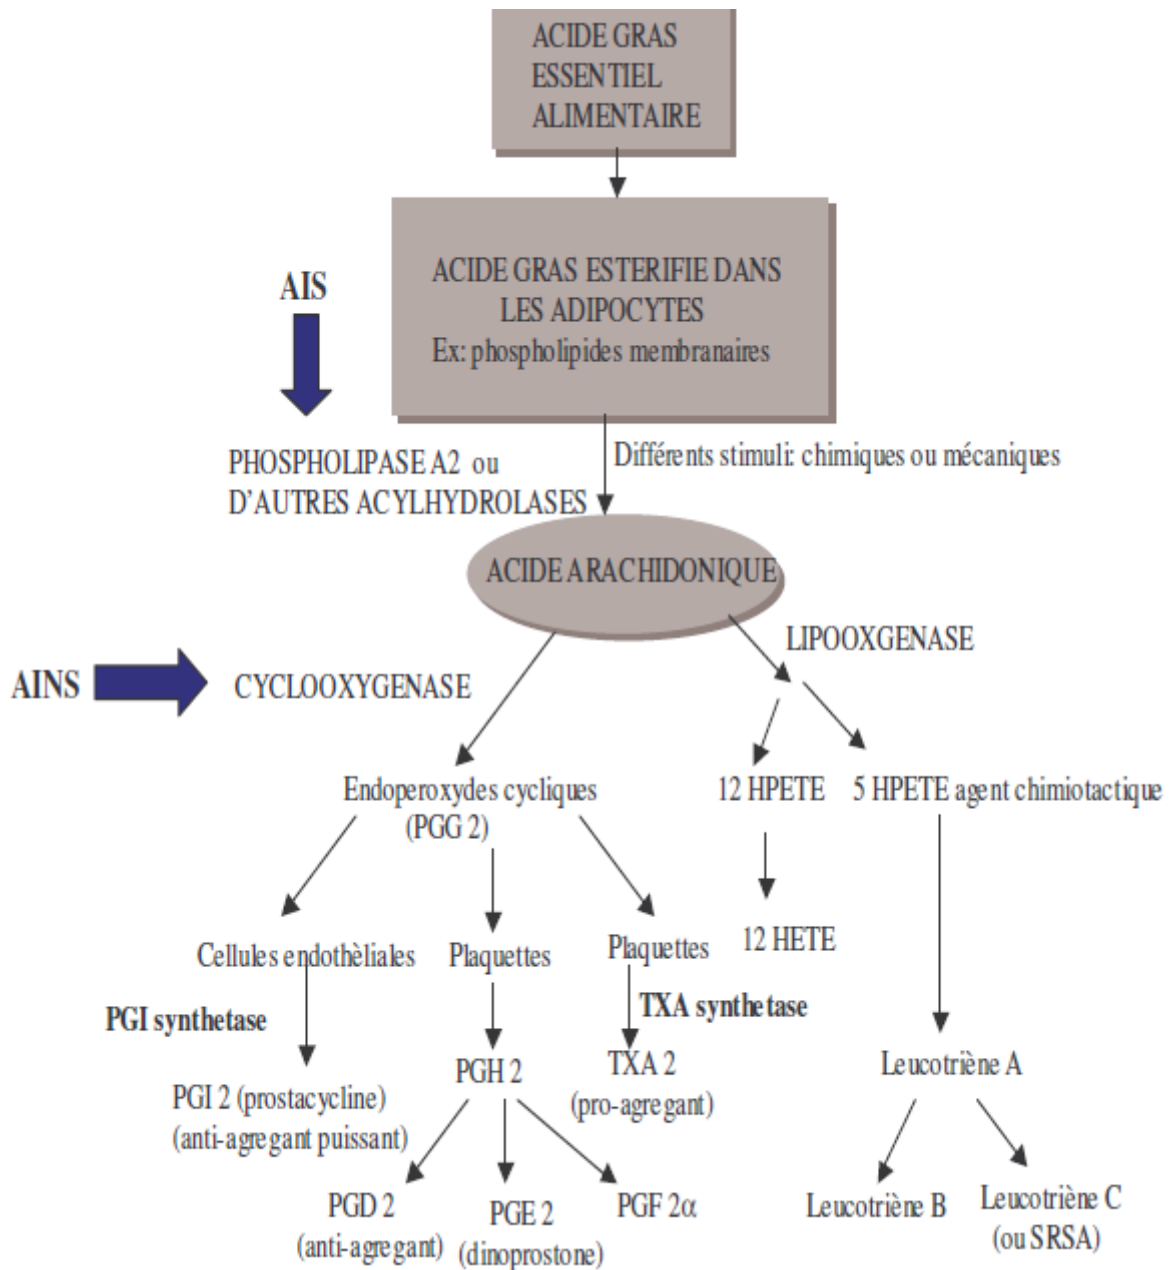 ACIDE GRAS
ESSENTIEL
ALIMENTAIRE
ACIDE GRAS ESTERIFIE DANS
LES ADIPOCYTES
Ex: phospholipides membranaires
AIS
PHOSPHOLIPASE A2 ou
D'AUTRES ACYLHYDROLASES
Différents stimuli: chimiques ou mécaniques
ACIDE ARACHIDONIQUE
LIPOOXGENASE
AINS
CYCLOOXYGENASE
Endoperoxydes cycliques
(PGG 2)
12 HPETE
5 HPETE agent chimiotactique
Cellules endothèliales
Plaquettes
Plaquettes
12 HETE
PGI synthetase
TXA synthetase
PGI 2 (prostacycline)
(anti-agregant puissant)
PGH 2
TXA 2
(pro-agregant)
Leucotriène A
PGD 2
(anti-agregant)
PGE 2
(dinoprostone)
PGF 2α
Leucotriène B
Leucotriène C
(ou SRSA)